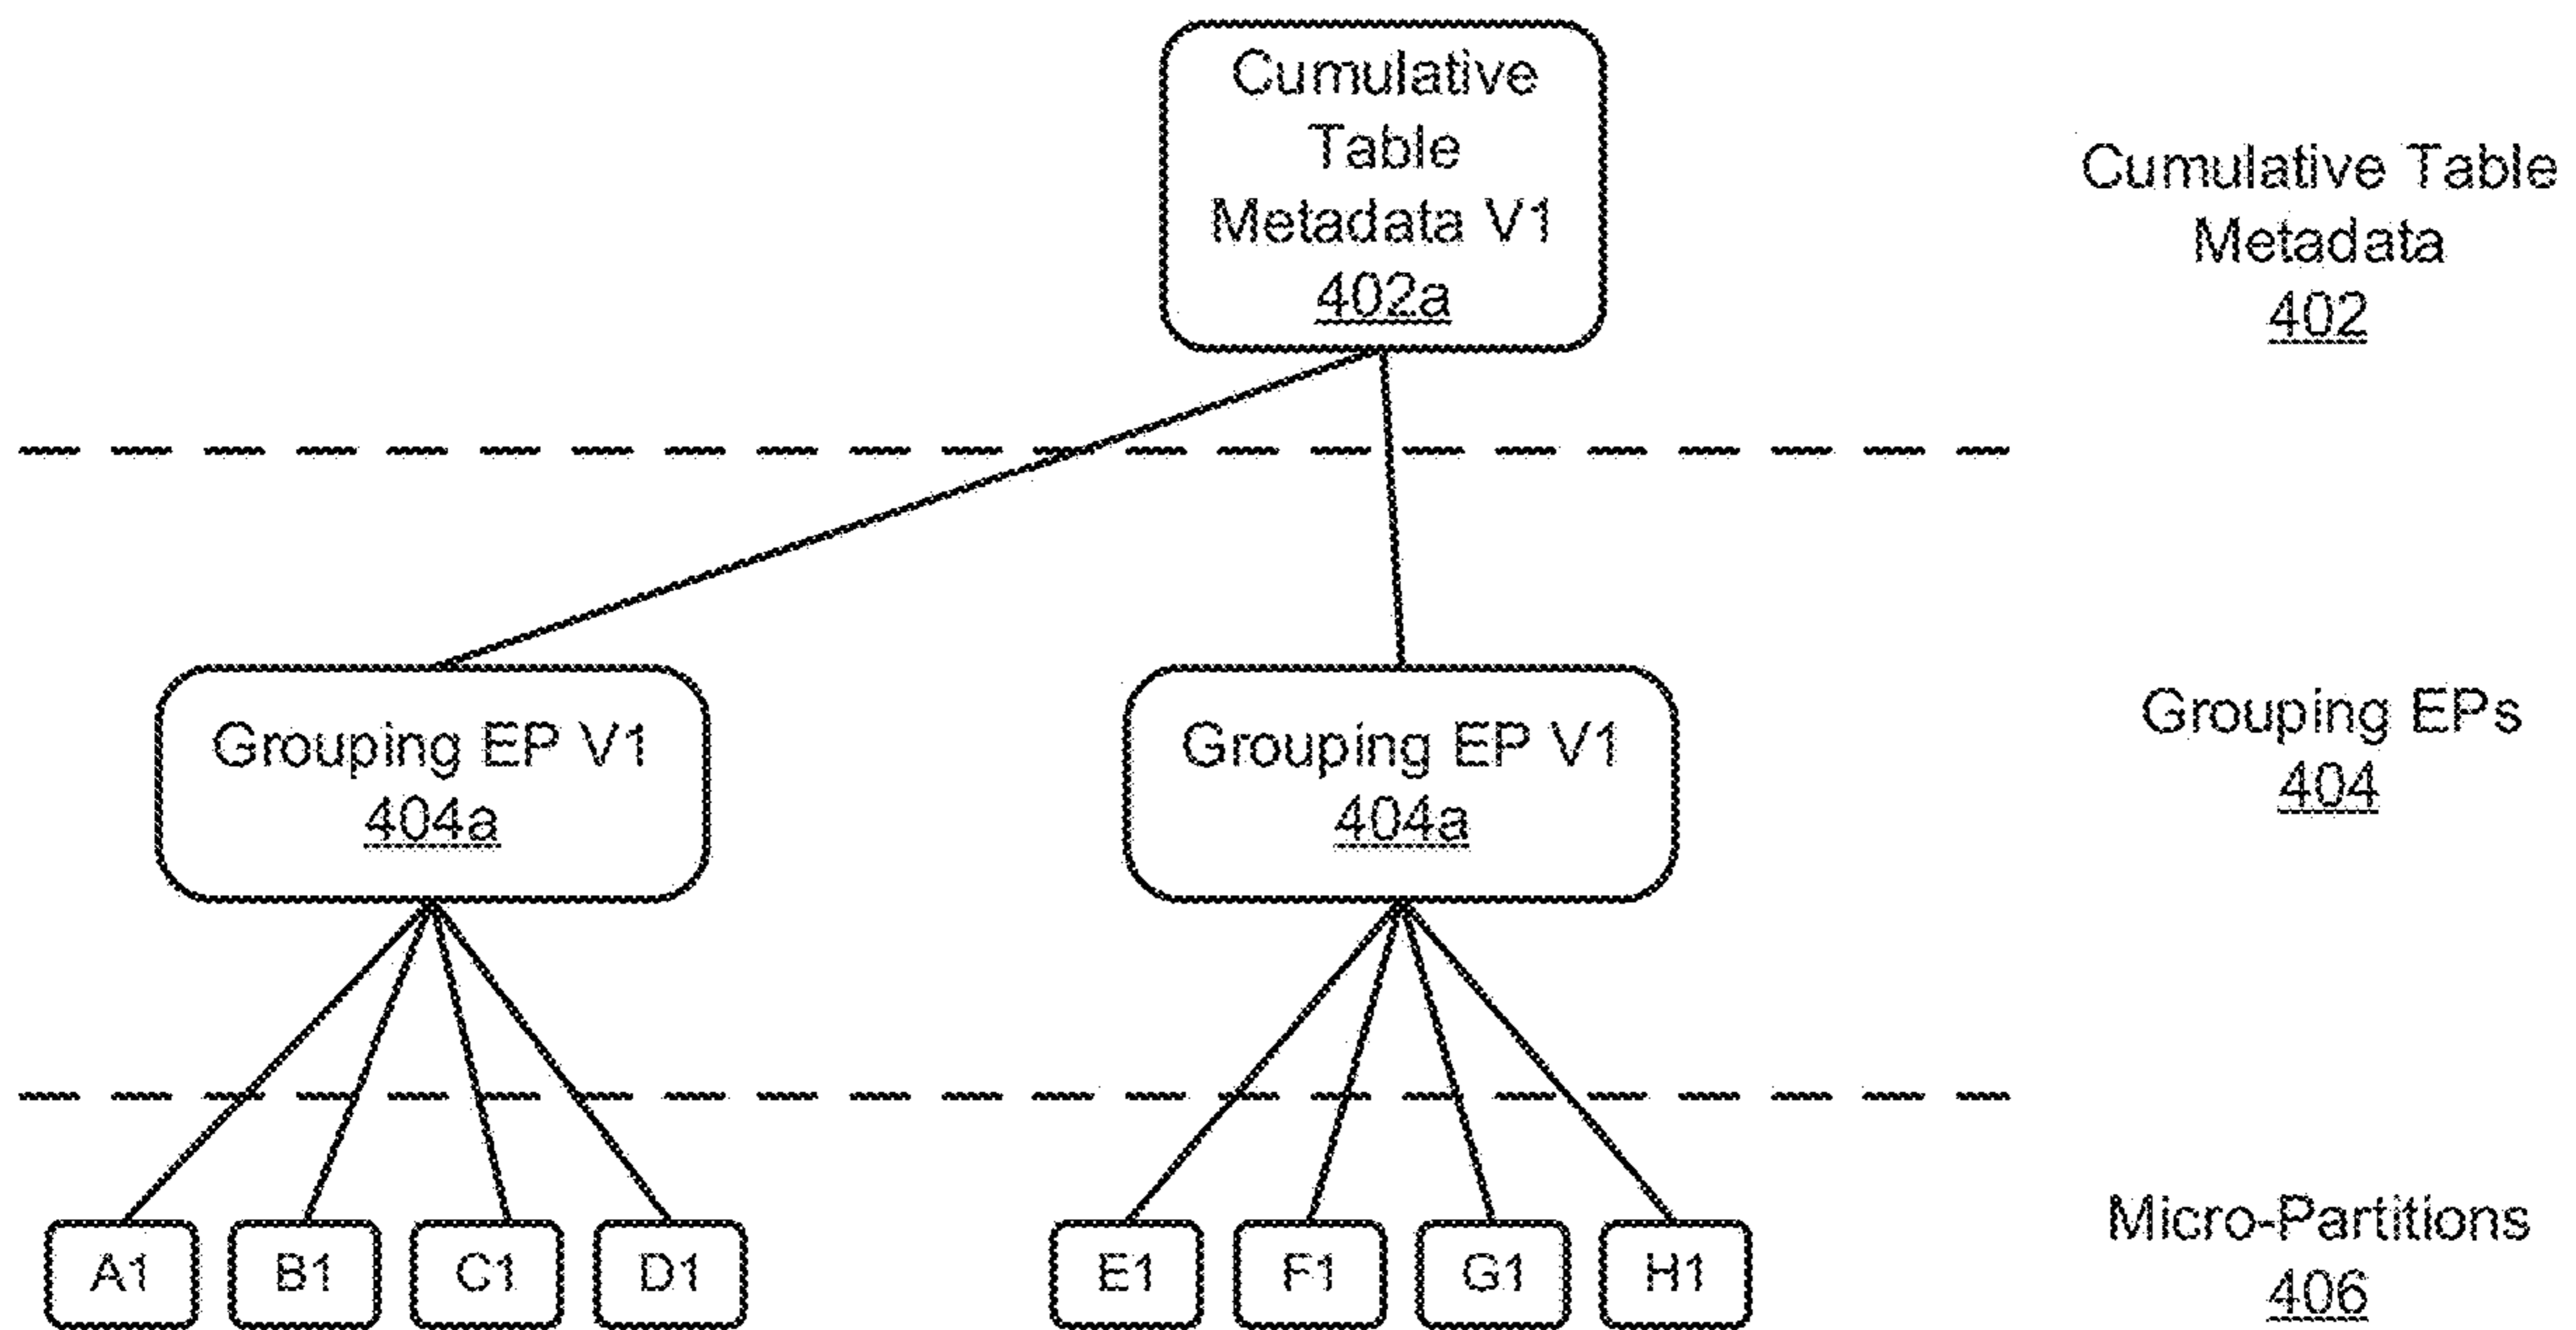 Cumulative
Table
Metadata V1
402a
Cumulative Table
Metadata
402
Grouping EP V1
404a
Grouping EP V1
404a
Grouping EPs
404
A1
B1
C1
D1
E1
F1
G1
H1
Micro-Partitions
406